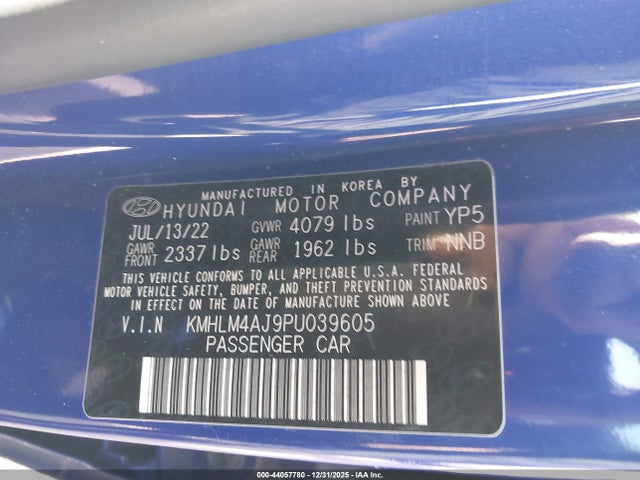 MANUFACTURED IN KOREA BY
HYUNDAI MOTOR COMPANY
JUL/13/22 GVWR 4079 lbs PAINT YP5
GAWR FRONT 2337 lbs GAWR REAR 1962 lbs TRIM NNB
THIS VEHICLE CONFORMS TO ALL APPLICABLE U.S.A. FEDERAL
MOTOR VEHICLE SAFETY, BUMPER, AND THEFT PREVENTION STANDARDS
IN EFFECT ON THE DATE OF MANUFACTURE SHOWN ABOVE
V.I.N KMHLM4AJ9PU039605
PASSENGER CAR
000-44057780 - 12/31/2025 - COPART